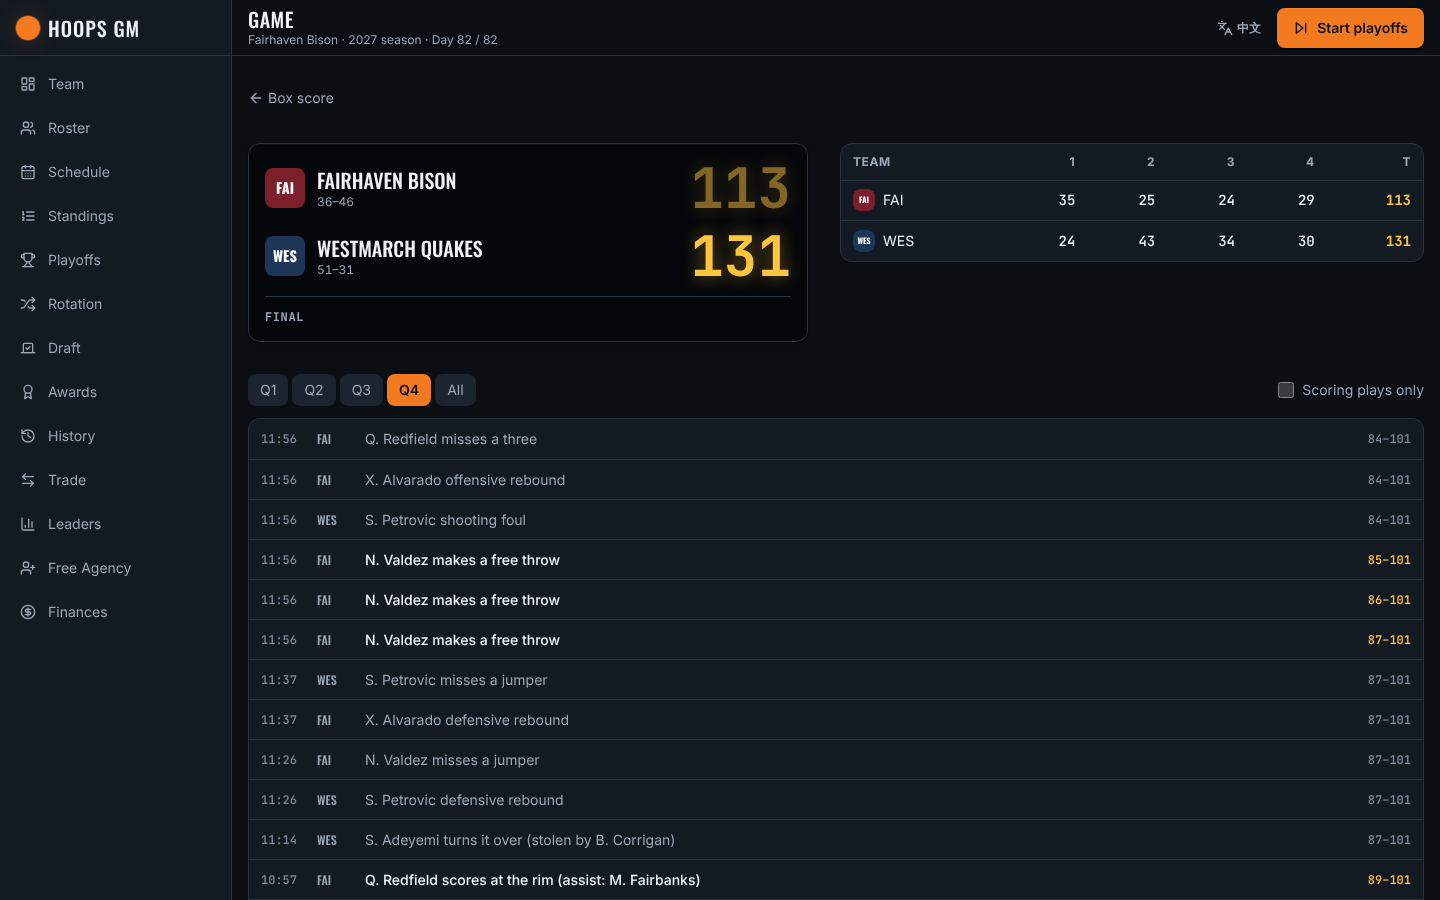 HOOPS GM
GAME
Fairhaven Bison · 2027 season · Day 82 / 82
中文
Start playoffs
Team
Roster
Schedule
Standings
Playoffs
Rotation
Draft
Awards
History
Trade
Leaders
Free Agency
Finances
Box score
FAI FAIRHAVEN BISON 113
36–46
WES WESTMARCH QUAKES 131
51–31
FINAL
TEAM 1 2 3 4 T
FAI FAI 35 25 24 29 113
WES WES 24 43 34 30 131
Q1 Q2 Q3 Q4 All
Scoring plays only
11:56 FAI Q. Redfield misses a three 84–101
11:56 FAI X. Alvarado offensive rebound 84–101
11:56 WES S. Petrovic shooting foul 84–101
11:56 FAI N. Valdez makes a free throw 85–101
11:56 FAI N. Valdez makes a free throw 86–101
11:56 FAI N. Valdez makes a free throw 87–101
11:37 WES S. Petrovic misses a jumper 87–101
11:37 FAI X. Alvarado defensive rebound 87–101
11:26 FAI N. Valdez misses a jumper 87–101
11:26 WES S. Petrovic defensive rebound 87–101
11:14 WES S. Adeyemi turns it over (stolen by B. Corrigan) 87–101
10:57 FAI Q. Redfield scores at the rim (assist: M. Fairbanks) 89–101